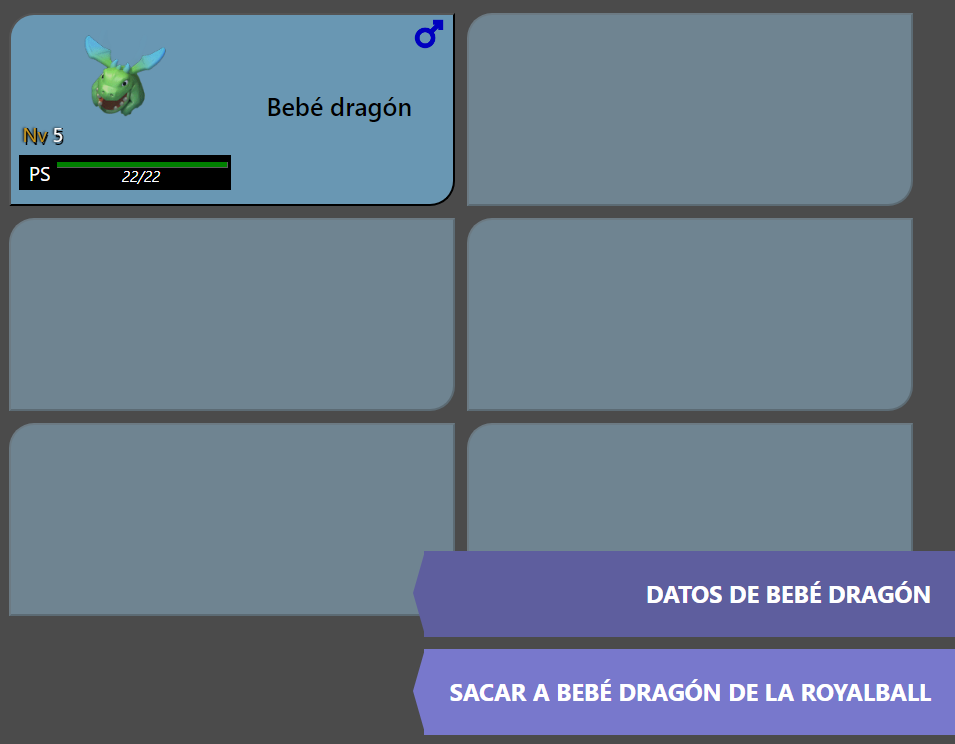 Bebé dragón
Nv 5
PS
22/22
DATOS DE BEBÉ DRAGÓN
SACAR A BEBÉ DRAGÓN DE LA ROYALBALL